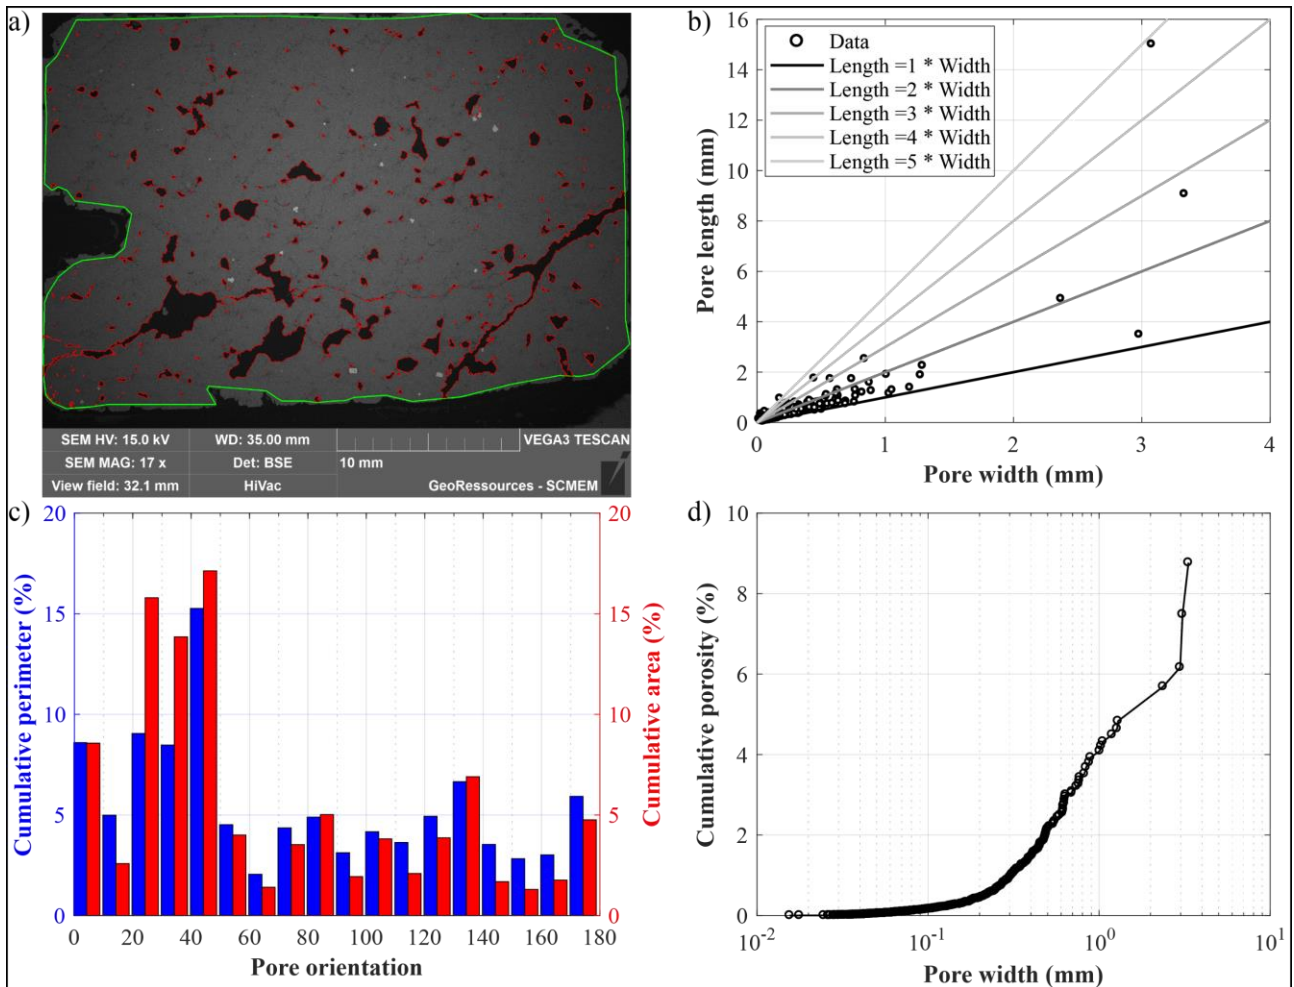 a)
SEM HV: 15.0 kV
WD: 35.00 mm
VEGA3 TESCAN
SEM MAG: 17 x
Det: BSE
10 mm
View field: 32.1 mm
HiVac
GeoRessources - SCMEM
b)
16
14
12
10
8
6
4
2
0
Pore length (mm)
Data
Length =1 * Width
Length =2 * Width
Length =3 * Width
Length =4 * Width
Length =5 * Width
0 1 2 3 4
Pore width (mm)
c)
20
15
10
5
0
Cumulative perimeter (%)
20
15
10
5
0
Cumulative area (%)
0 20 40 60 80 100 120 140 160 180
Pore orientation
d)
10
8
6
4
2
0
Cumulative porosity (%)
10-2 10-1 100 101
Pore width (mm)